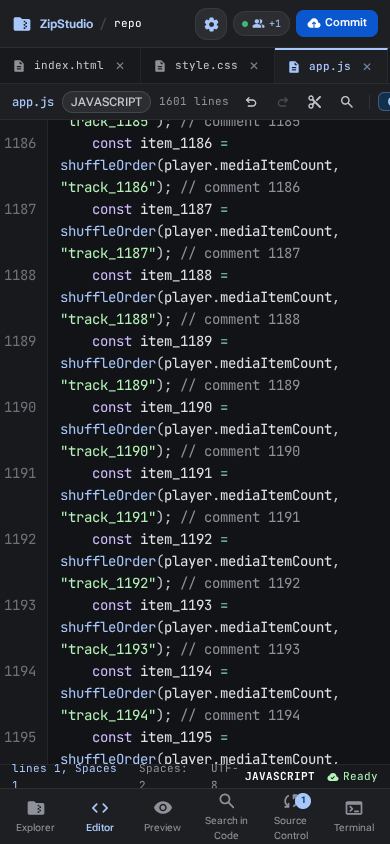 ZipStudio / repo +1 Commit
index.html × style.css × app.js ×
app.js JAVASCRIPT 1601 lines
"track_1185"); // comment 1185
1186 const item_1186 =
shuffleOrder(player.mediaItemCount,
"track_1186"); // comment 1186
1187 const item_1187 =
shuffleOrder(player.mediaItemCount,
"track_1187"); // comment 1187
1188 const item_1188 =
shuffleOrder(player.mediaItemCount,
"track_1188"); // comment 1188
1189 const item_1189 =
shuffleOrder(player.mediaItemCount,
"track_1189"); // comment 1189
1190 const item_1190 =
shuffleOrder(player.mediaItemCount,
"track_1190"); // comment 1190
1191 const item_1191 =
shuffleOrder(player.mediaItemCount,
"track_1191"); // comment 1191
1192 const item_1192 =
shuffleOrder(player.mediaItemCount,
"track_1192"); // comment 1192
1193 const item_1193 =
shuffleOrder(player.mediaItemCount,
"track_1193"); // comment 1193
1194 const item_1194 =
shuffleOrder(player.mediaItemCount,
"track_1194"); // comment 1194
1195 const item_1195 =
shuffleOrder(player.mediaItemCount,
lines 1, Spaces Spaces: UTF- JAVASCRIPT Ready
1 2 8
Explorer Editor Preview Search in Code Source Control 1 Terminal